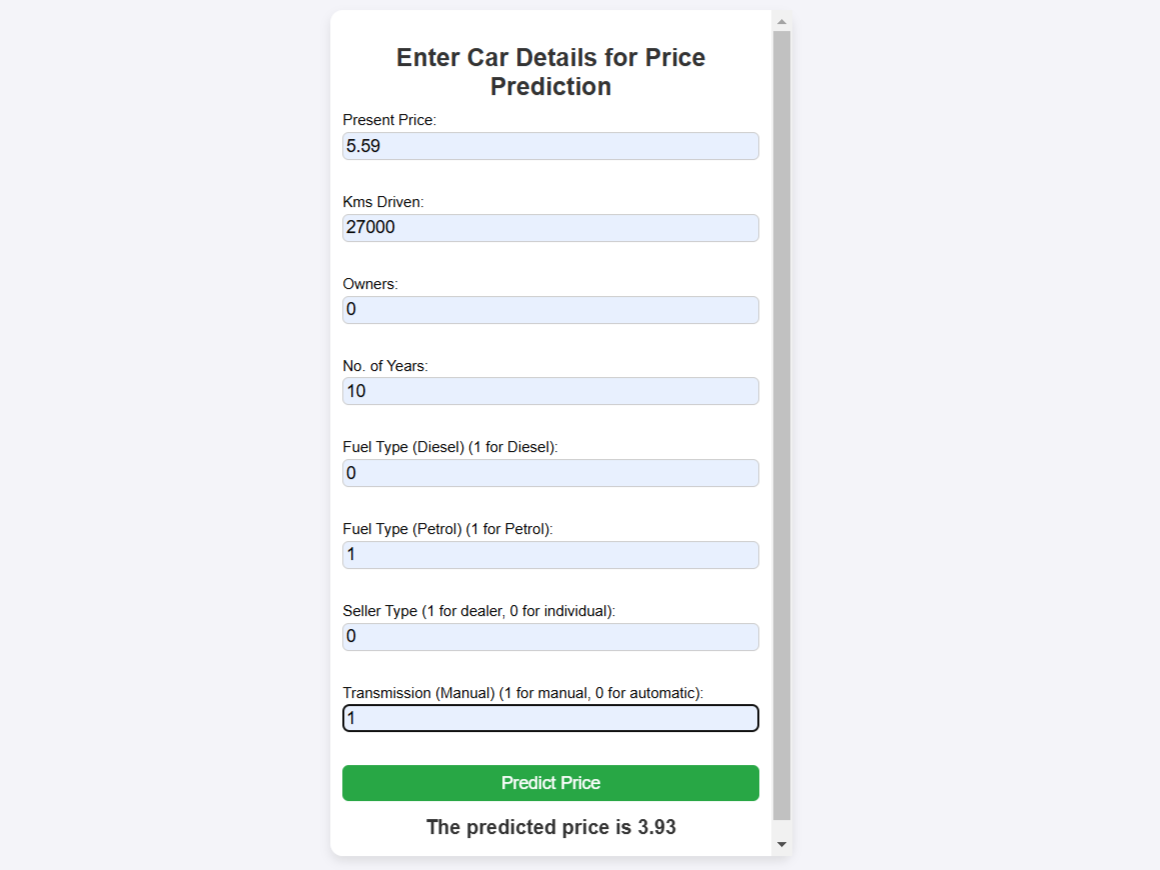 Enter Car Details for Price
Prediction
Present Price:
5.59
Kms Driven:
27000
Owners:
0
No. of Years:
10
Fuel Type (Diesel) (1 for Diesel):
0
Fuel Type (Petrol) (1 for Petrol):
1
Seller Type (1 for dealer, 0 for individual):
0
Transmission (Manual) (1 for manual, 0 for automatic):
1
Predict Price
The predicted price is 3.93